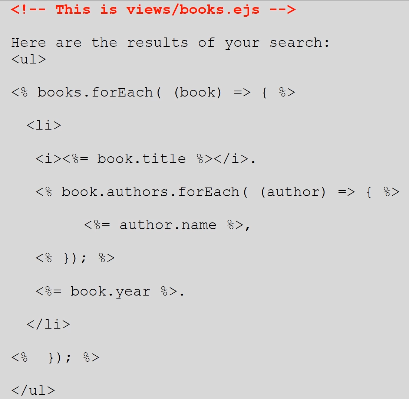 <!-- This is views/books.ejs -->
Here are the results of your search:
<ul>
<% books.forEach( (book) => { %>
<li>
<i><%= book.title %></i>.
<% book.authors.forEach( (author) => { %>
<%= author.name %>,
<% }); %>
<%= book.year %>.
</li>
<% }); %>
</ul>